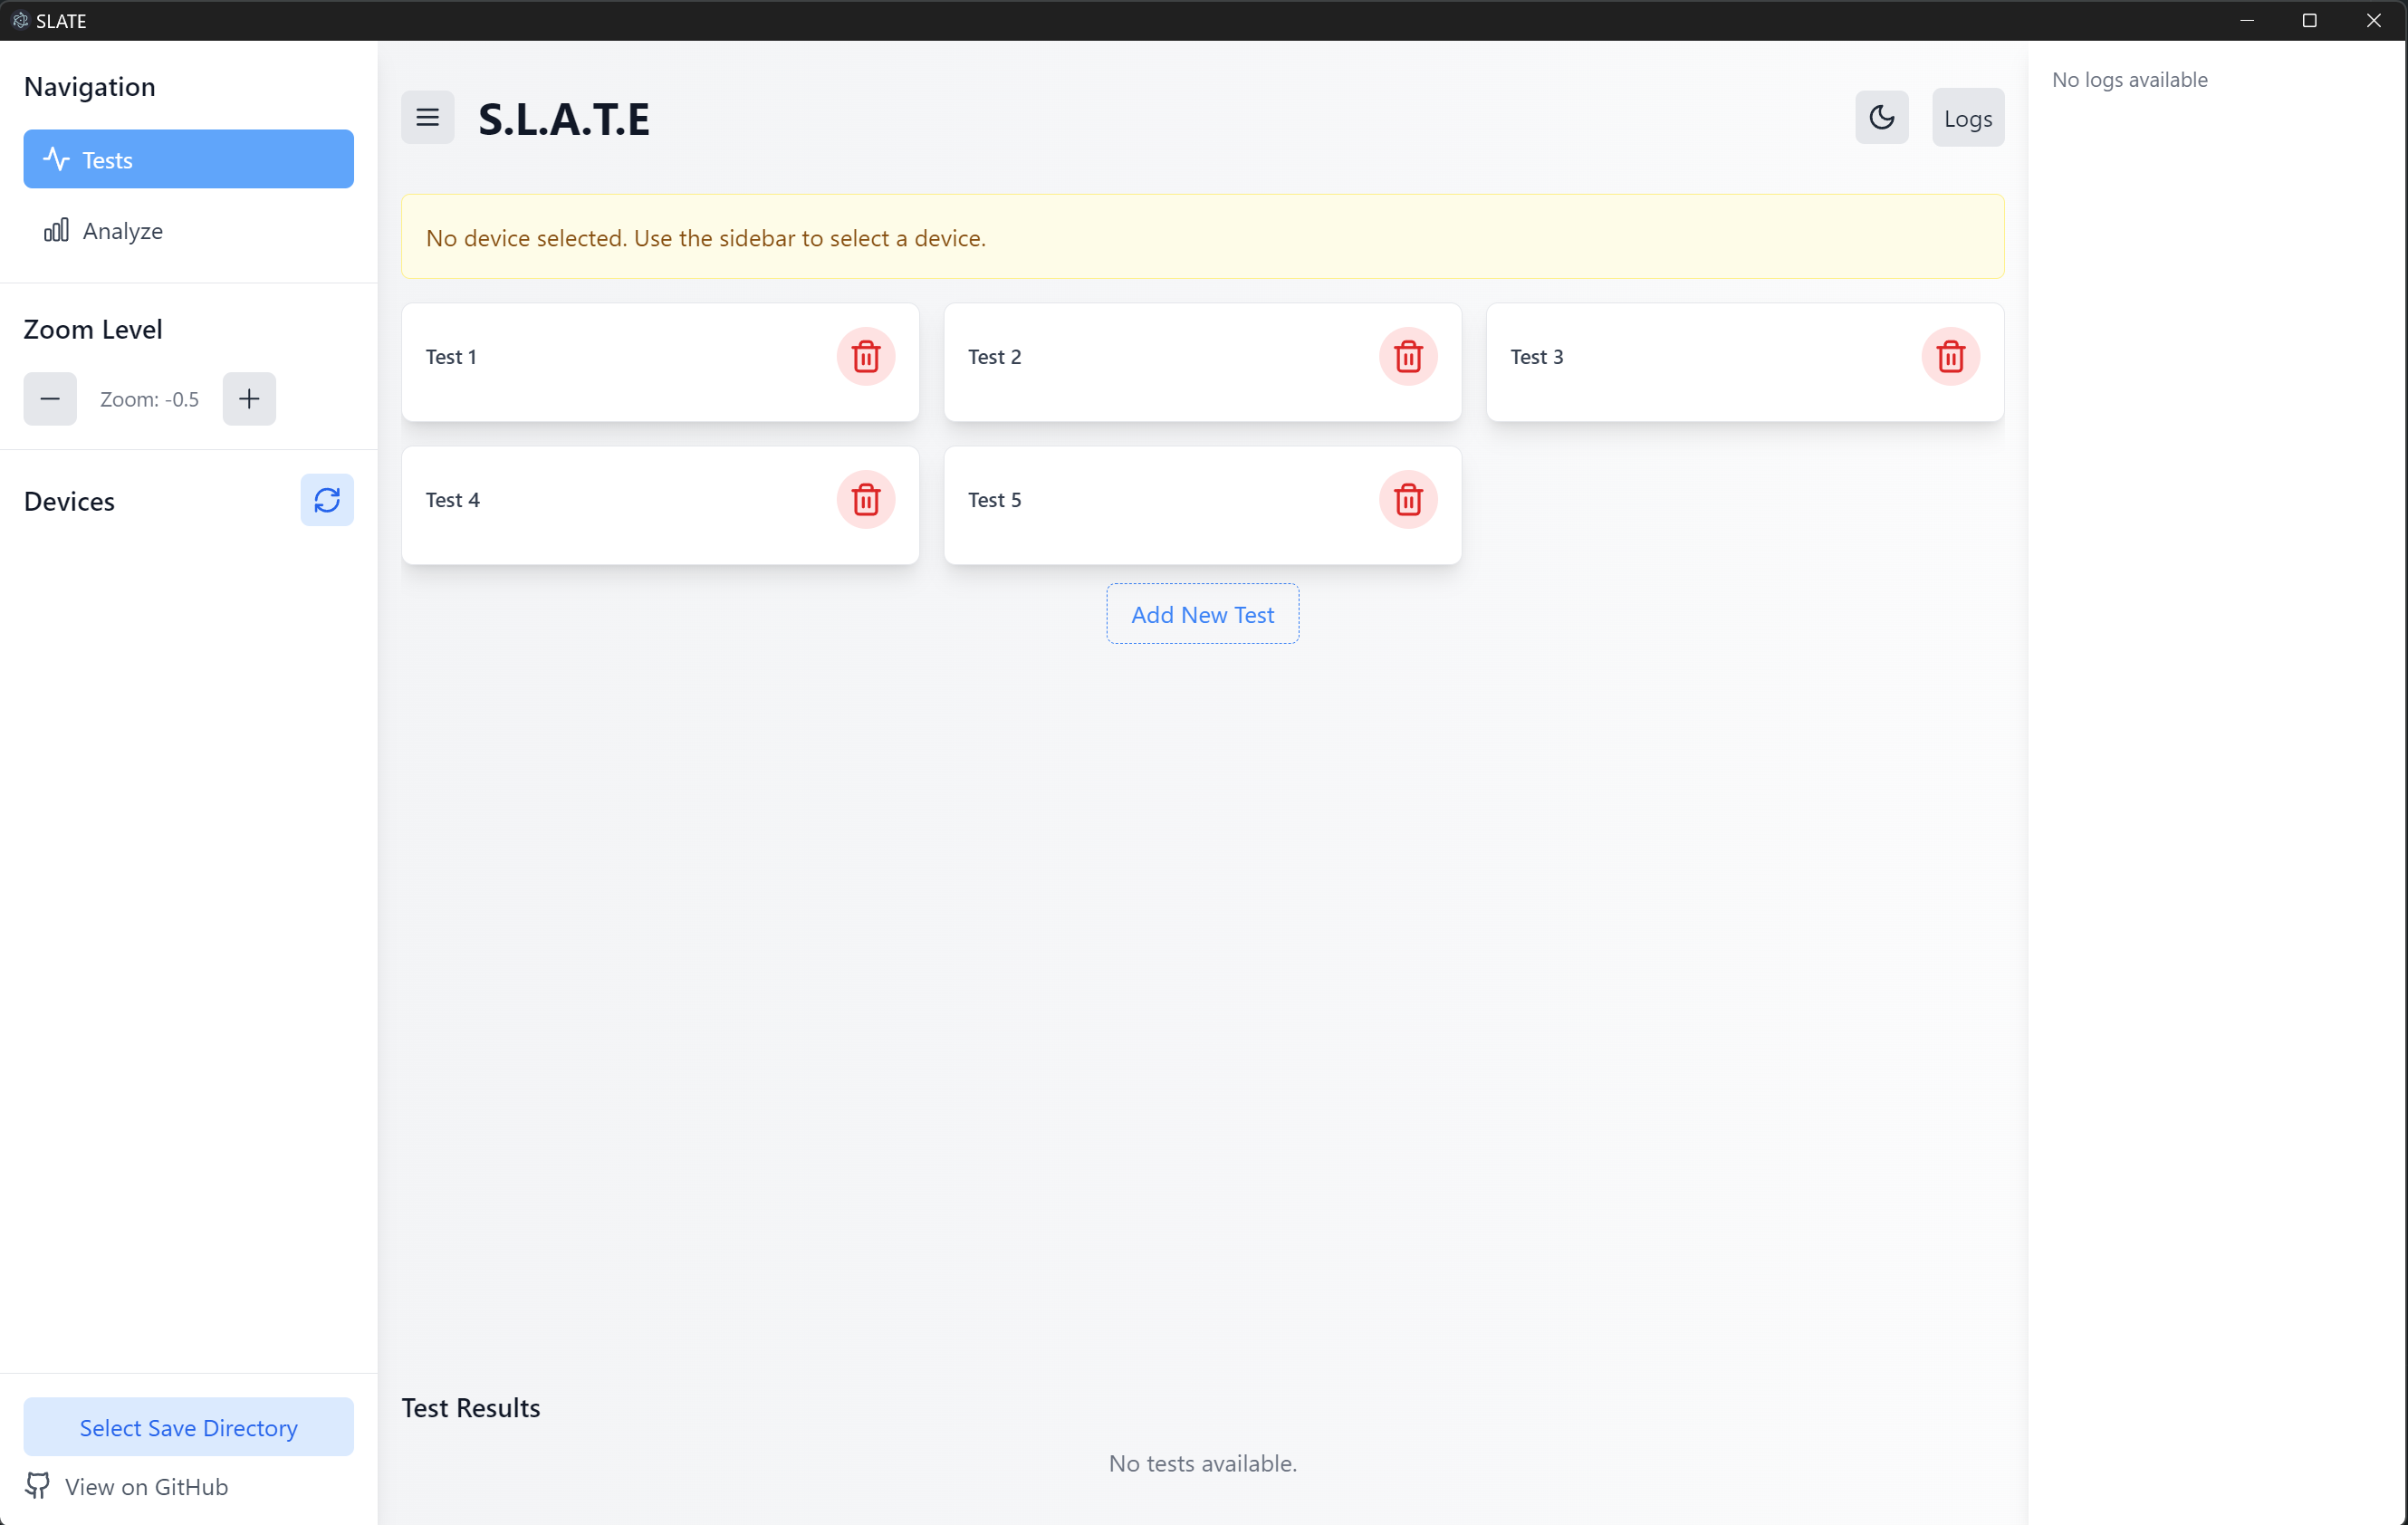 SLATE
Navigation
Tests
Analyze
Zoom Level
Zoom: -0.5
Devices
Select Save Directory
View on GitHub
S.L.A.T.E
Logs
No device selected. Use the sidebar to select a device.
Test 1
Test 2
Test 3
Test 4
Test 5
Add New Test
Test Results
No tests available.
No logs available